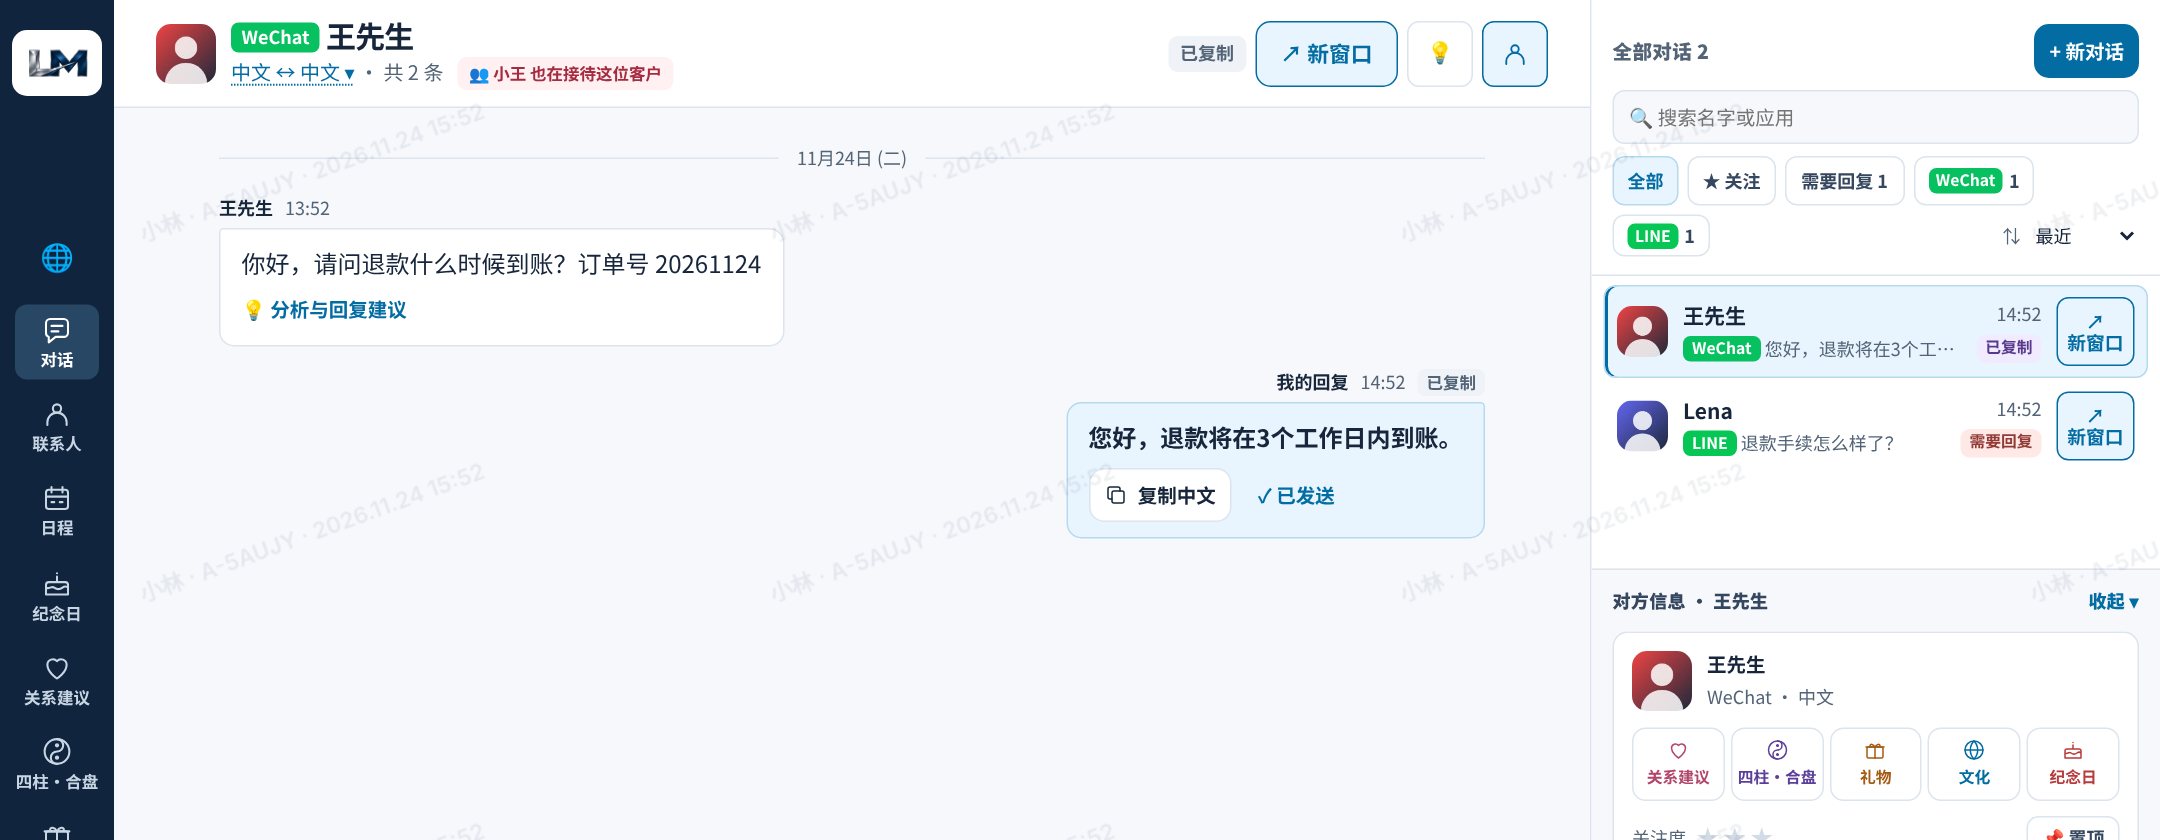 LM
对话
联系人
日程
纪念日
关系建议
四柱・合盘
WeChat 王先生
中文 ↔ 中文 ▾ ・ 共 2 条 👥 小王 也在接待这位客户
已复制
↗ 新窗口
11月24日 (二)
王先生 13:52
你好，请问退款什么时候到账？订单号 20261124
💡 分析与回复建议
我的回复 14:52 已复制
您好，退款将在3个工作日内到账。
复制中文 ✓ 已发送
全部对话 2
+ 新对话
🔍 搜索名字或应用
全部 ★ 关注 需要回复 1 WeChat 1
LINE 1 ↑↓ 最近
王先生 14:52
WeChat 您好，退款将在3个工… 已复制
↗ 新窗口
Lena 14:52
LINE 退款手续怎么样了？ 需要回复
↗ 新窗口
对方信息 ・ 王先生 收起 ▾
王先生
WeChat ・ 中文
关系建议 四柱・合盘 礼物 文化 纪念日
关注度 ★ ★ ★ 📌 置顶
小林 · A-5AUJY · 2026.11.24 15:52